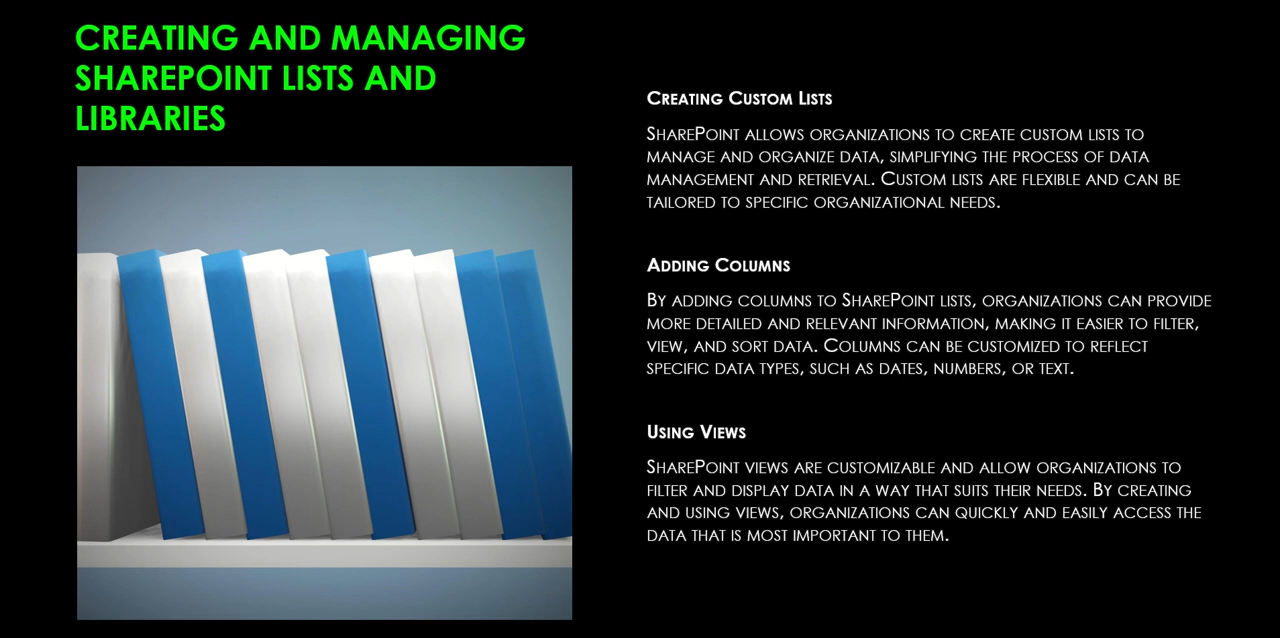 CREATING AND MANAGING
SHAREPOINT LISTS AND
LIBRARIES
Creating Custom Lists
SharePoint allows organizations to create custom lists to
manage and organize data, simplifying the process of data
management and retrieval. Custom lists are flexible and can be
tailored to specific organizational needs.
Adding Columns
By adding columns to SharePoint lists, organizations can provide
more detailed and relevant information, making it easier to filter,
view, and sort data. Columns can be customized to reflect
specific data types, such as dates, numbers, or text.
Using Views
SharePoint views are customizable and allow organizations to
filter and display data in a way that suits their needs. By creating
and using views, organizations can quickly and easily access the
data that is most important to them.